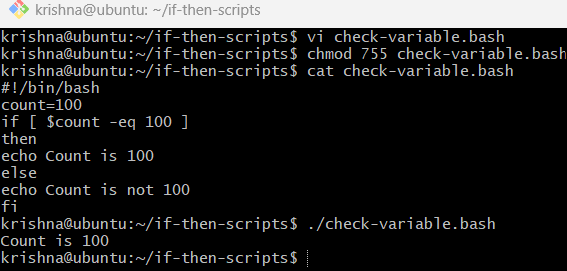 krishna@ubuntu: ~/if-then-scripts
krishna@ubuntu:~/if-then-scripts$ vi check-variable.bash
krishna@ubuntu:~/if-then-scripts$ chmod 755 check-variable.bash
krishna@ubuntu:~/if-then-scripts$ cat check-variable.bash
#!/bin/bash
count=100
if [ $count -eq 100 ]
then
echo Count is 100
else
echo Count is not 100
fi
krishna@ubuntu:~/if-then-scripts$ ./check-variable.bash
Count is 100
krishna@ubuntu:~/if-then-scripts$